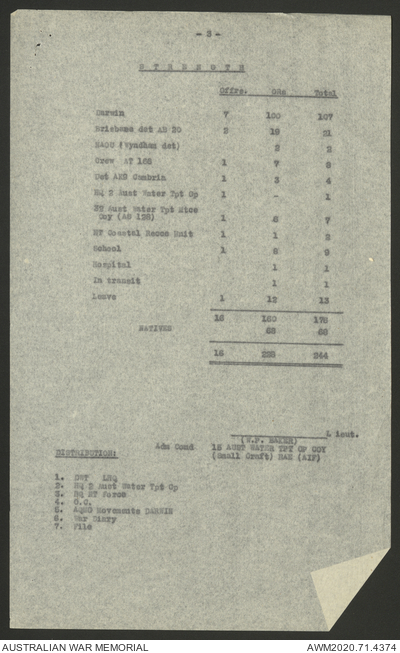 - 3 -
S T R E N G T H
Offrs. ORs Total
Darwin 7 100 107
Brisbane det AB 20 2 19 21
NAOC (Wyndham det) 2 2
Crew AT 165 1 7 8
Det AKS Cambria 1 3 4
HQ 2 Aust Water Tpt Gp 1 - 1
Aust Water Tpt Mtce
Coy (AS 138) 1 6 7
NT Coastal Recce Unit 1 1 2
School 1 8 9
Hospital 1 1
In transit 1 1
Leave 1 12 13
16 160 176
NATIVES 68 68
16 228 244
Lieut.
(W.F. BAKER)
Adm Comd 15 AUST WATER TPT OP COY
(Small Craft) RAE (AIF)
DISTRIBUTION:
1. LHQ
2. HQ 2 Aust Water Tpt Gp
3. HQ NT Force
4. O.C.
5. Movements DARWIN
6. War Diary
7. File
AUSTRALIAN WAR MEMORIAL
AWM2020.71.4374